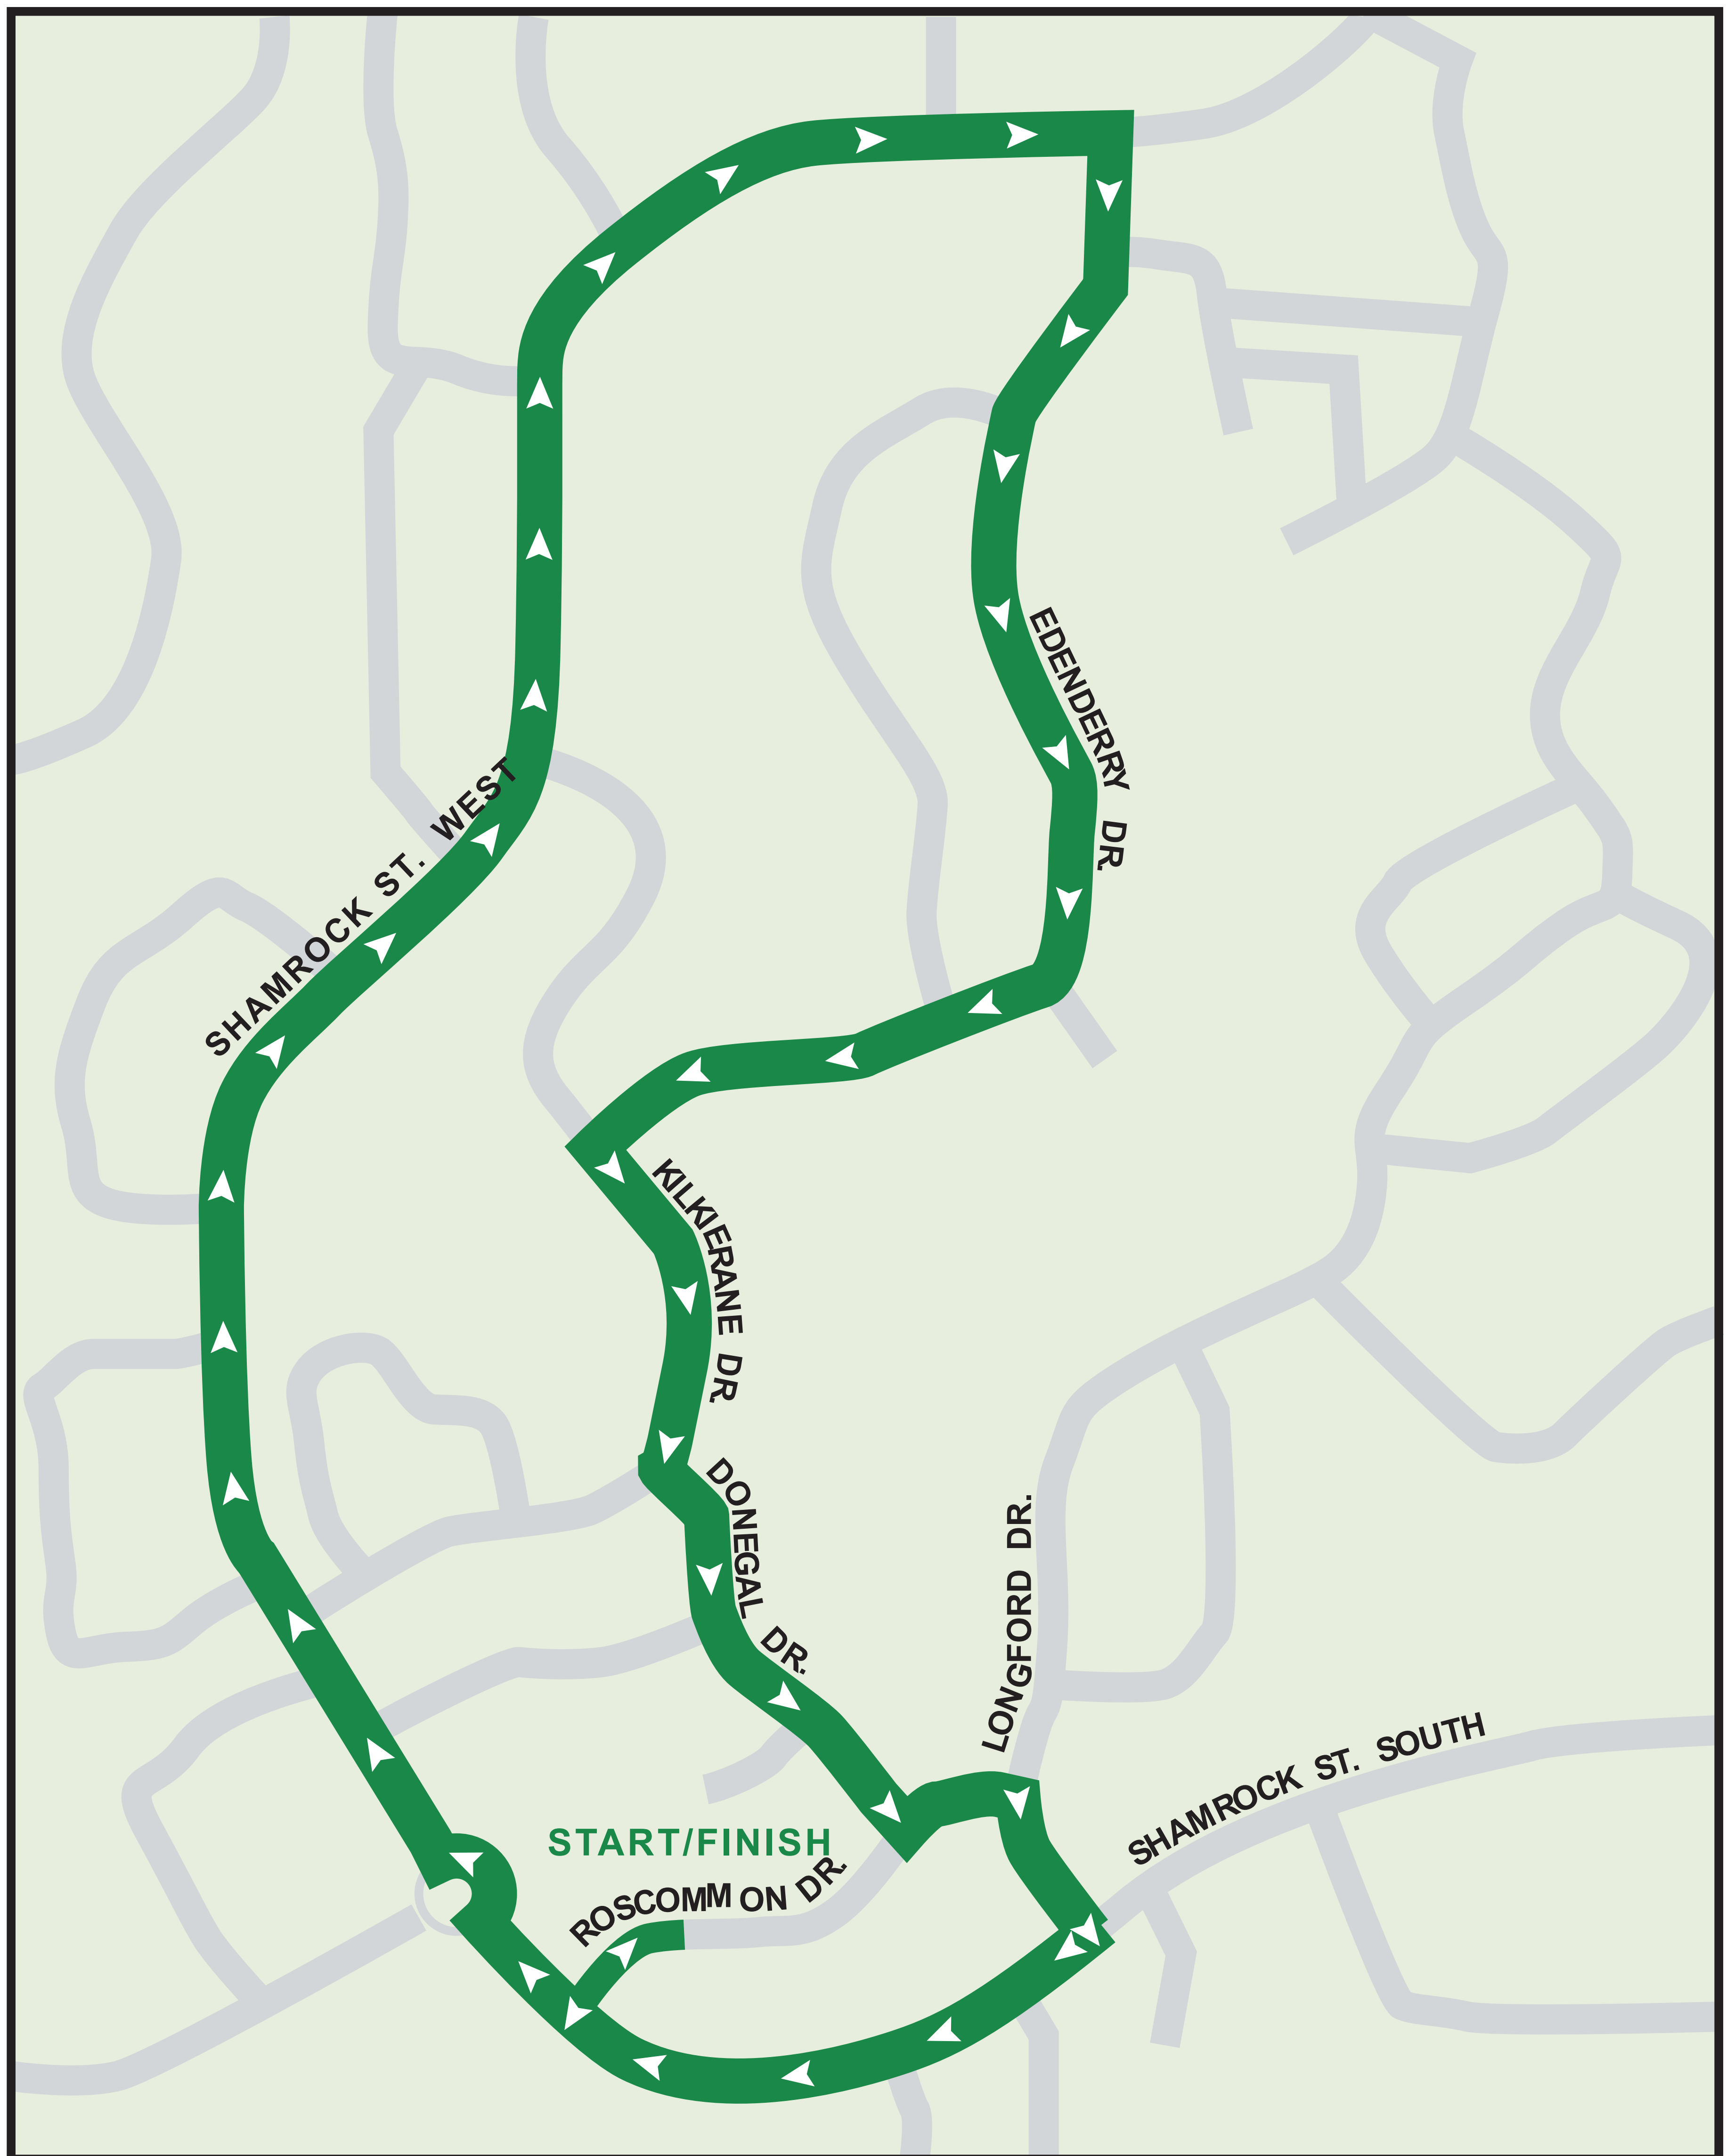 EDENDERRY DR.
SHAMROCK ST. WEST
KILKIERANE DR.
DONEGAL DR.
LONGFORD DR.
SHAMROCK ST. SOUTH
START/FINISH
ROSCOMMON DR.